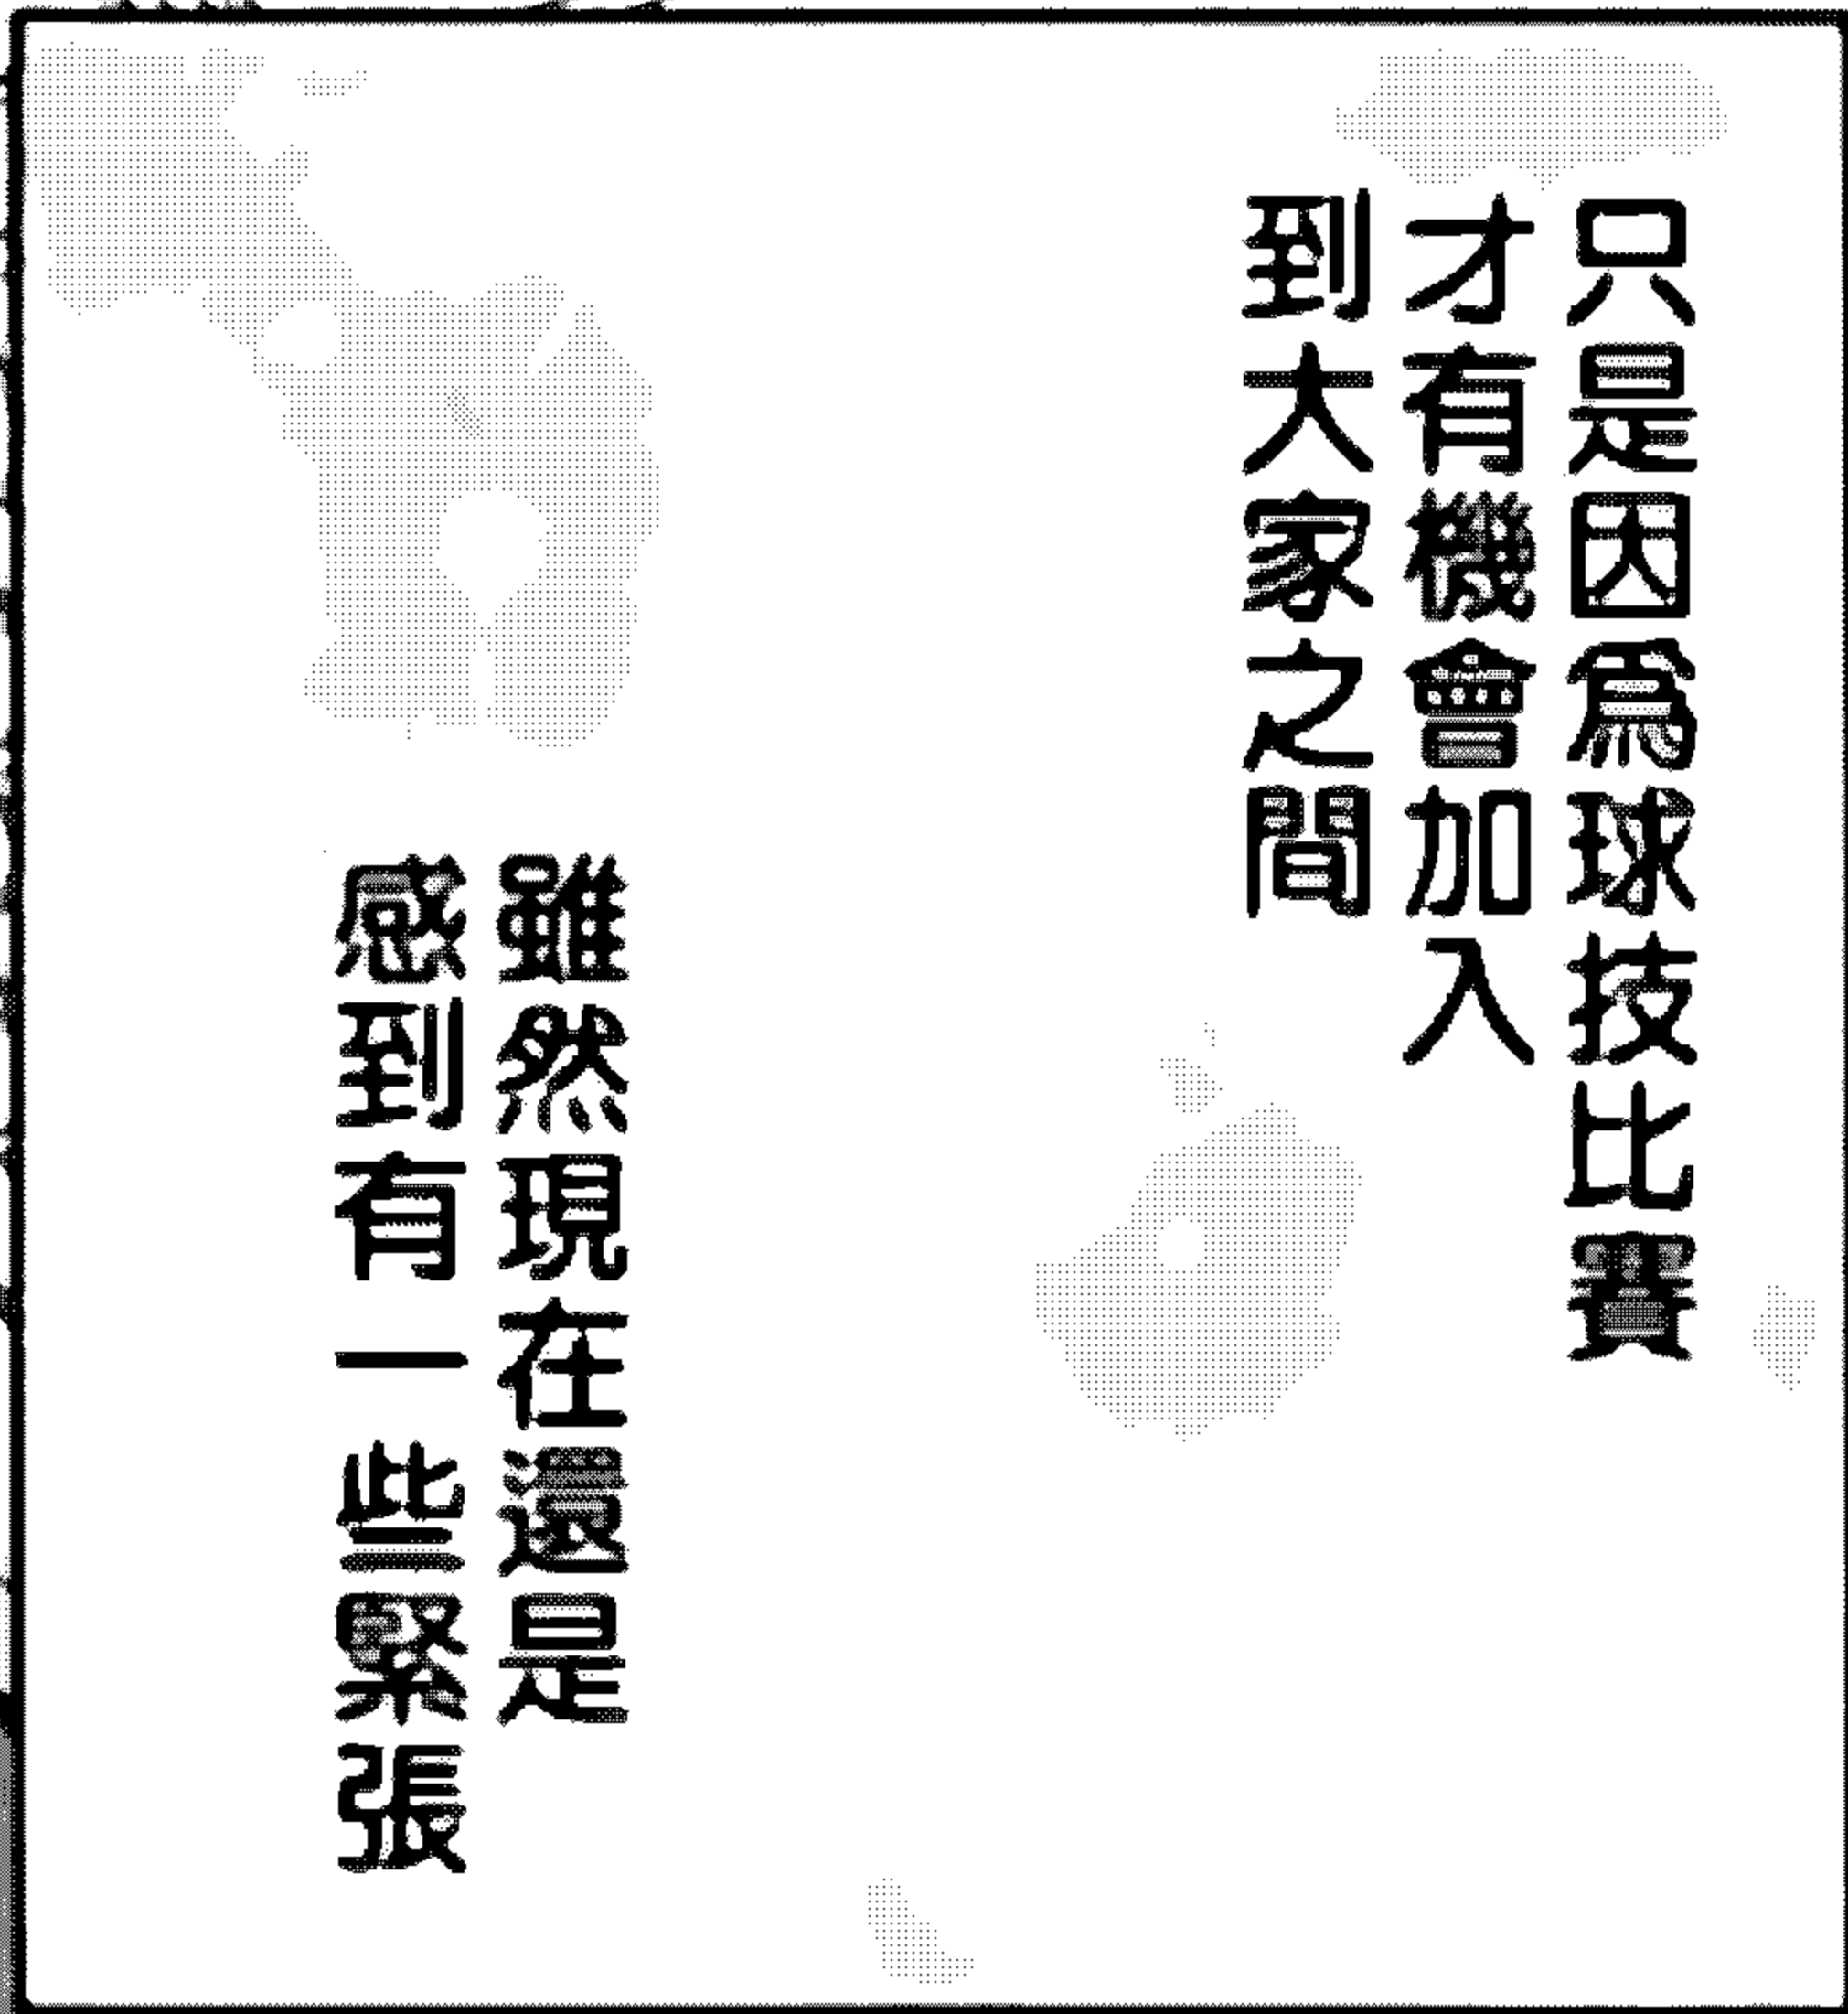 只是因爲球技比賽
才有機會加入
到大家之間
雖然現在還是
感到有一些緊張